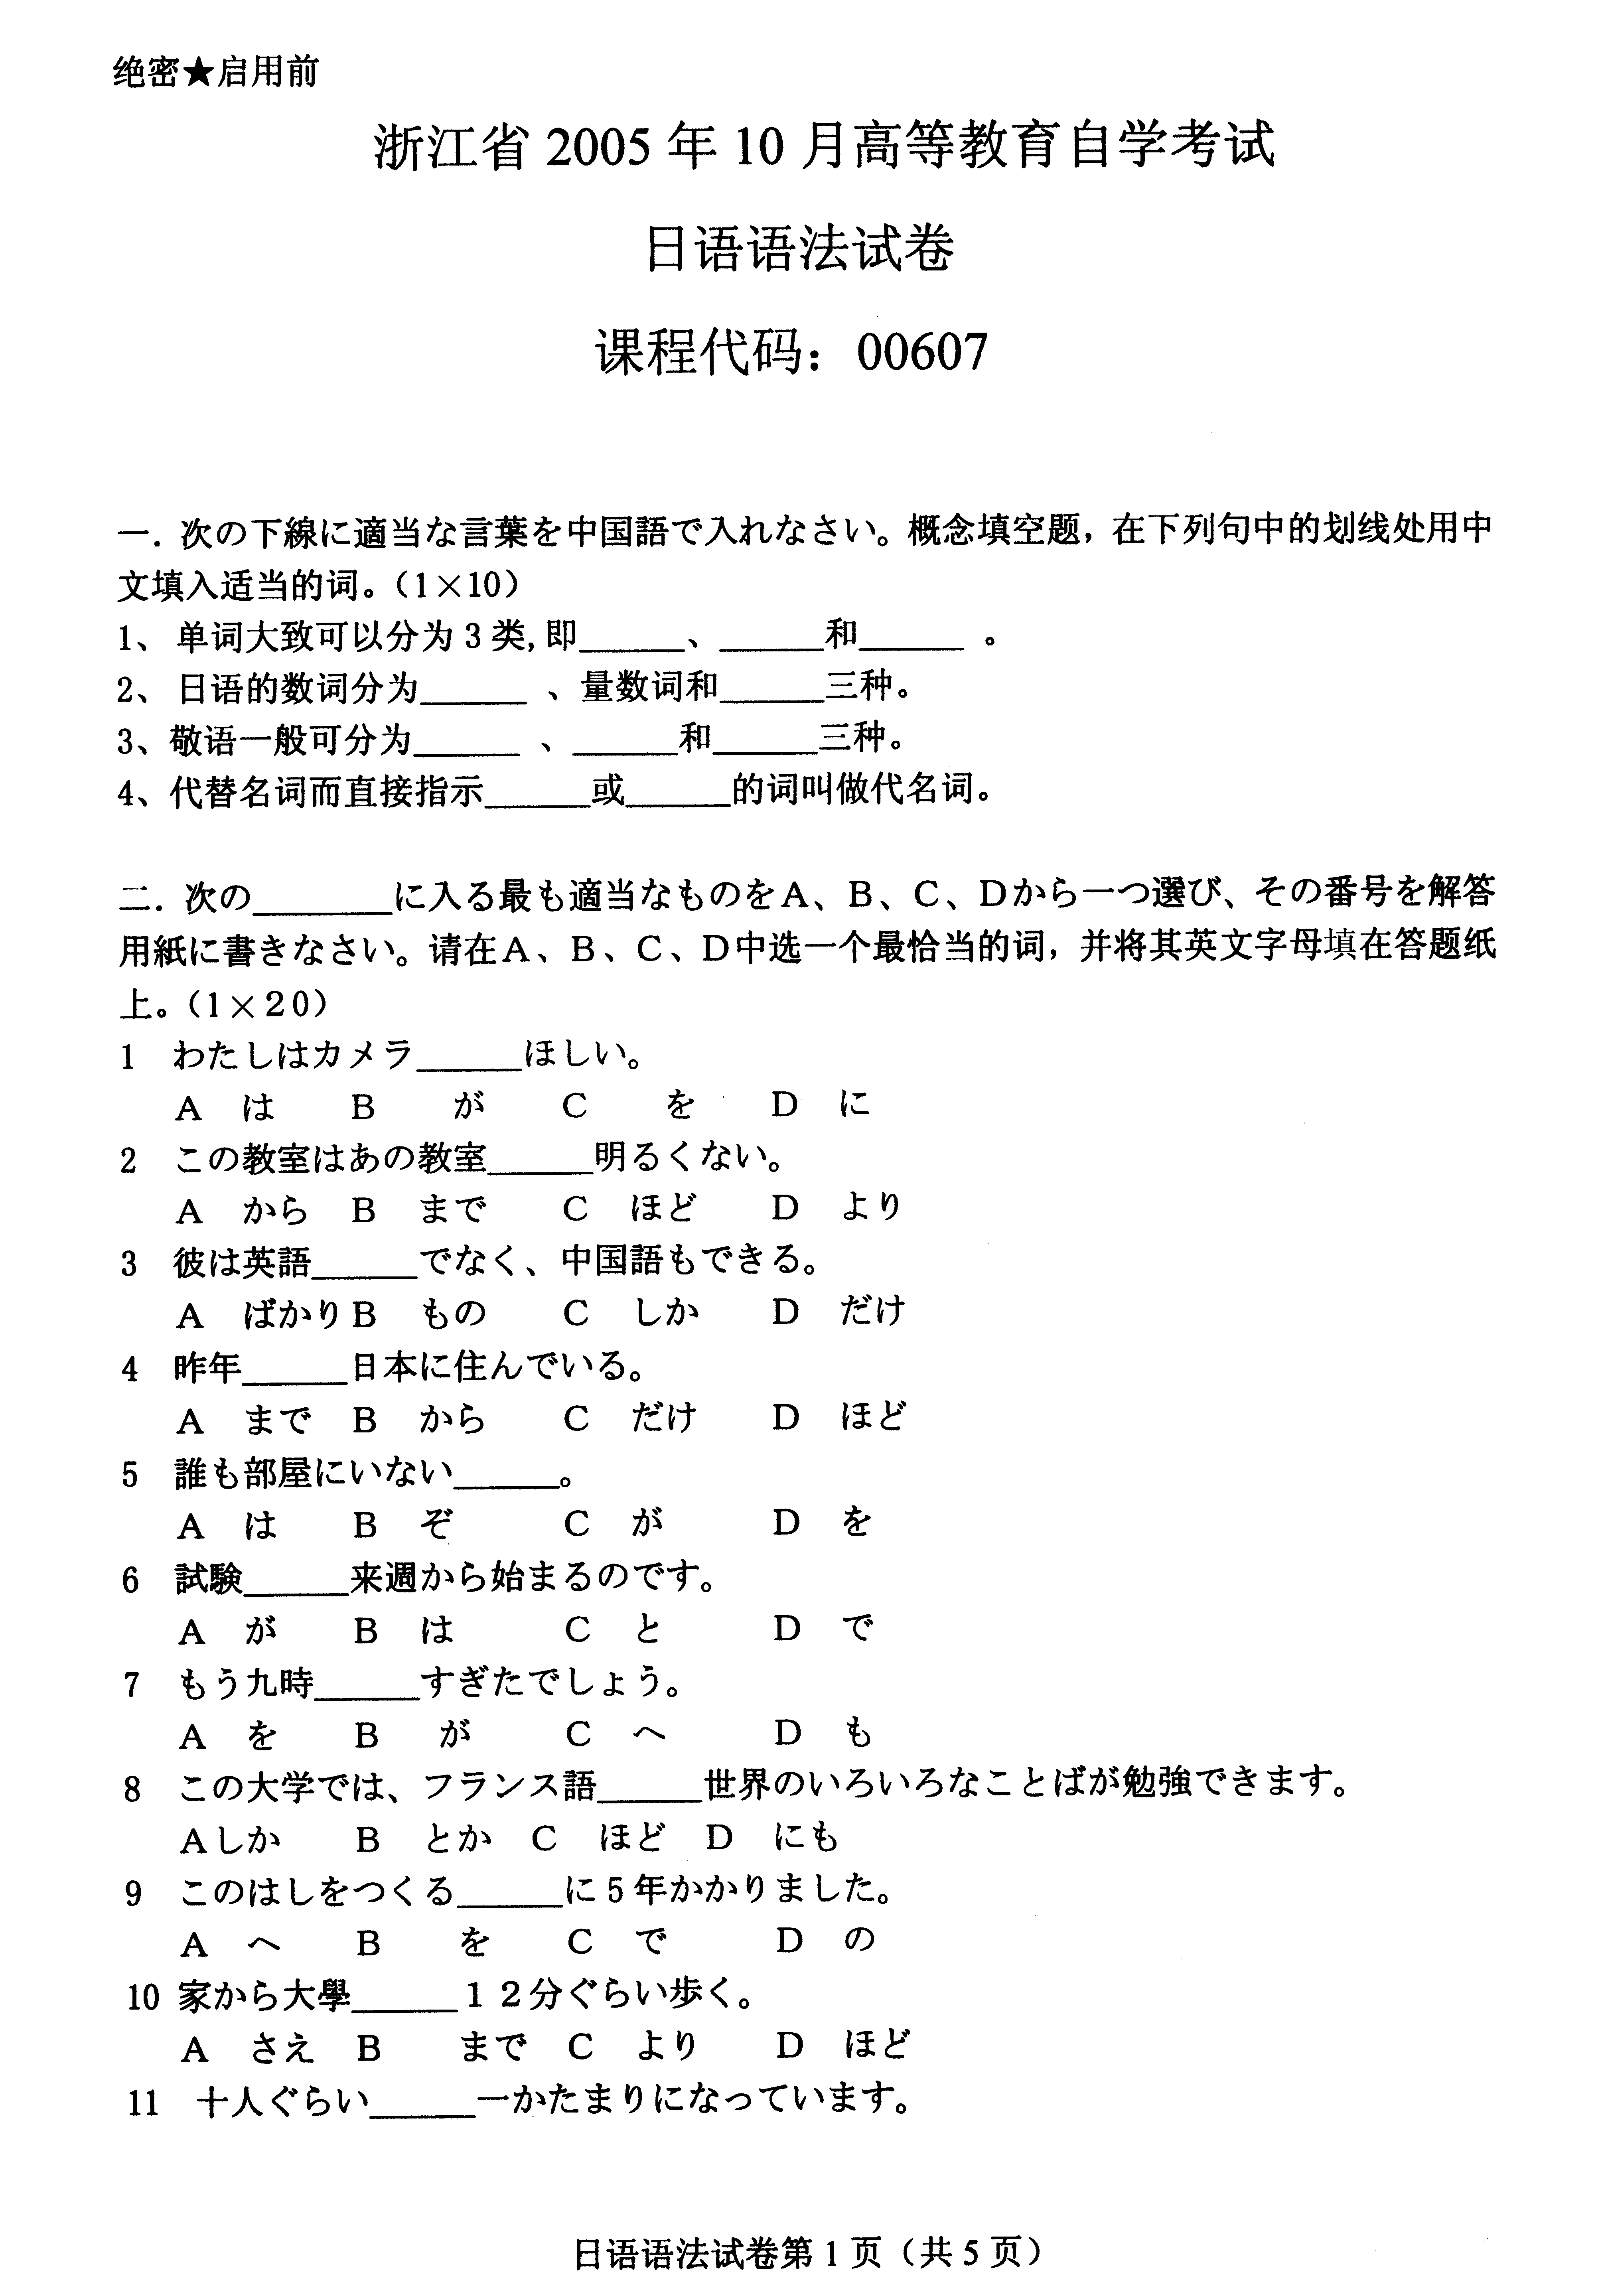 绝密★启用前
浙江省 2005 年 10 月高等教育自学考试
日语语法试卷
课程代码：00607
一．次の下線に適当な言葉を中国語で入れなさい。概念填空题，在下列句中的划线处用中
文填入适当的词。（1×10）
1、 单词大致可以分为 3 类, 即______、______和______ 。
2、 日语的数词分为______ 、量数词和______三种。
3、敬语一般可分为______ 、______和______三种。
4、代替名词而直接指示______或______的词叫做代名词。
二．次の________に入る最も適当なものをＡ、Ｂ、Ｃ、Ｄから一つ選び、その番号を解答
用紙に書きなさい。请在Ａ、Ｂ、Ｃ、Ｄ中选一个最恰当的词，并将其英文字母填在答题纸
上。（１×２０）
1 わたしはカメラ______ほしい。
A は B が C を D に
2 この教室はあの教室______明るくない。
A から B まで C ほど D より
3 彼は英語______でなく、中国語もできる。
A ばかり B もの C しか D だけ
4 昨年______日本に住んでいる。
A まで B から C だけ D ほど
5 誰も部屋にいない______。
A は B ぞ C が D を
6 試験______来週から始まるのです。
A が B は C と D で
7 もう九時______すぎたでしょう。
A を B が C へ D も
8 この大学では、フランス語______世界のいろいろなことばが勉強できます。
Aしか B とか C ほど D にも
9 このはしをつくる______に 5 年かかりました。
A へ B を C で D の
10 家から大學______１２分ぐらい歩く。
A さえ B まで C より D ほど
11 十人ぐらい______一かたまりになっています。
日语语法试卷第 1 页（共 5 页）